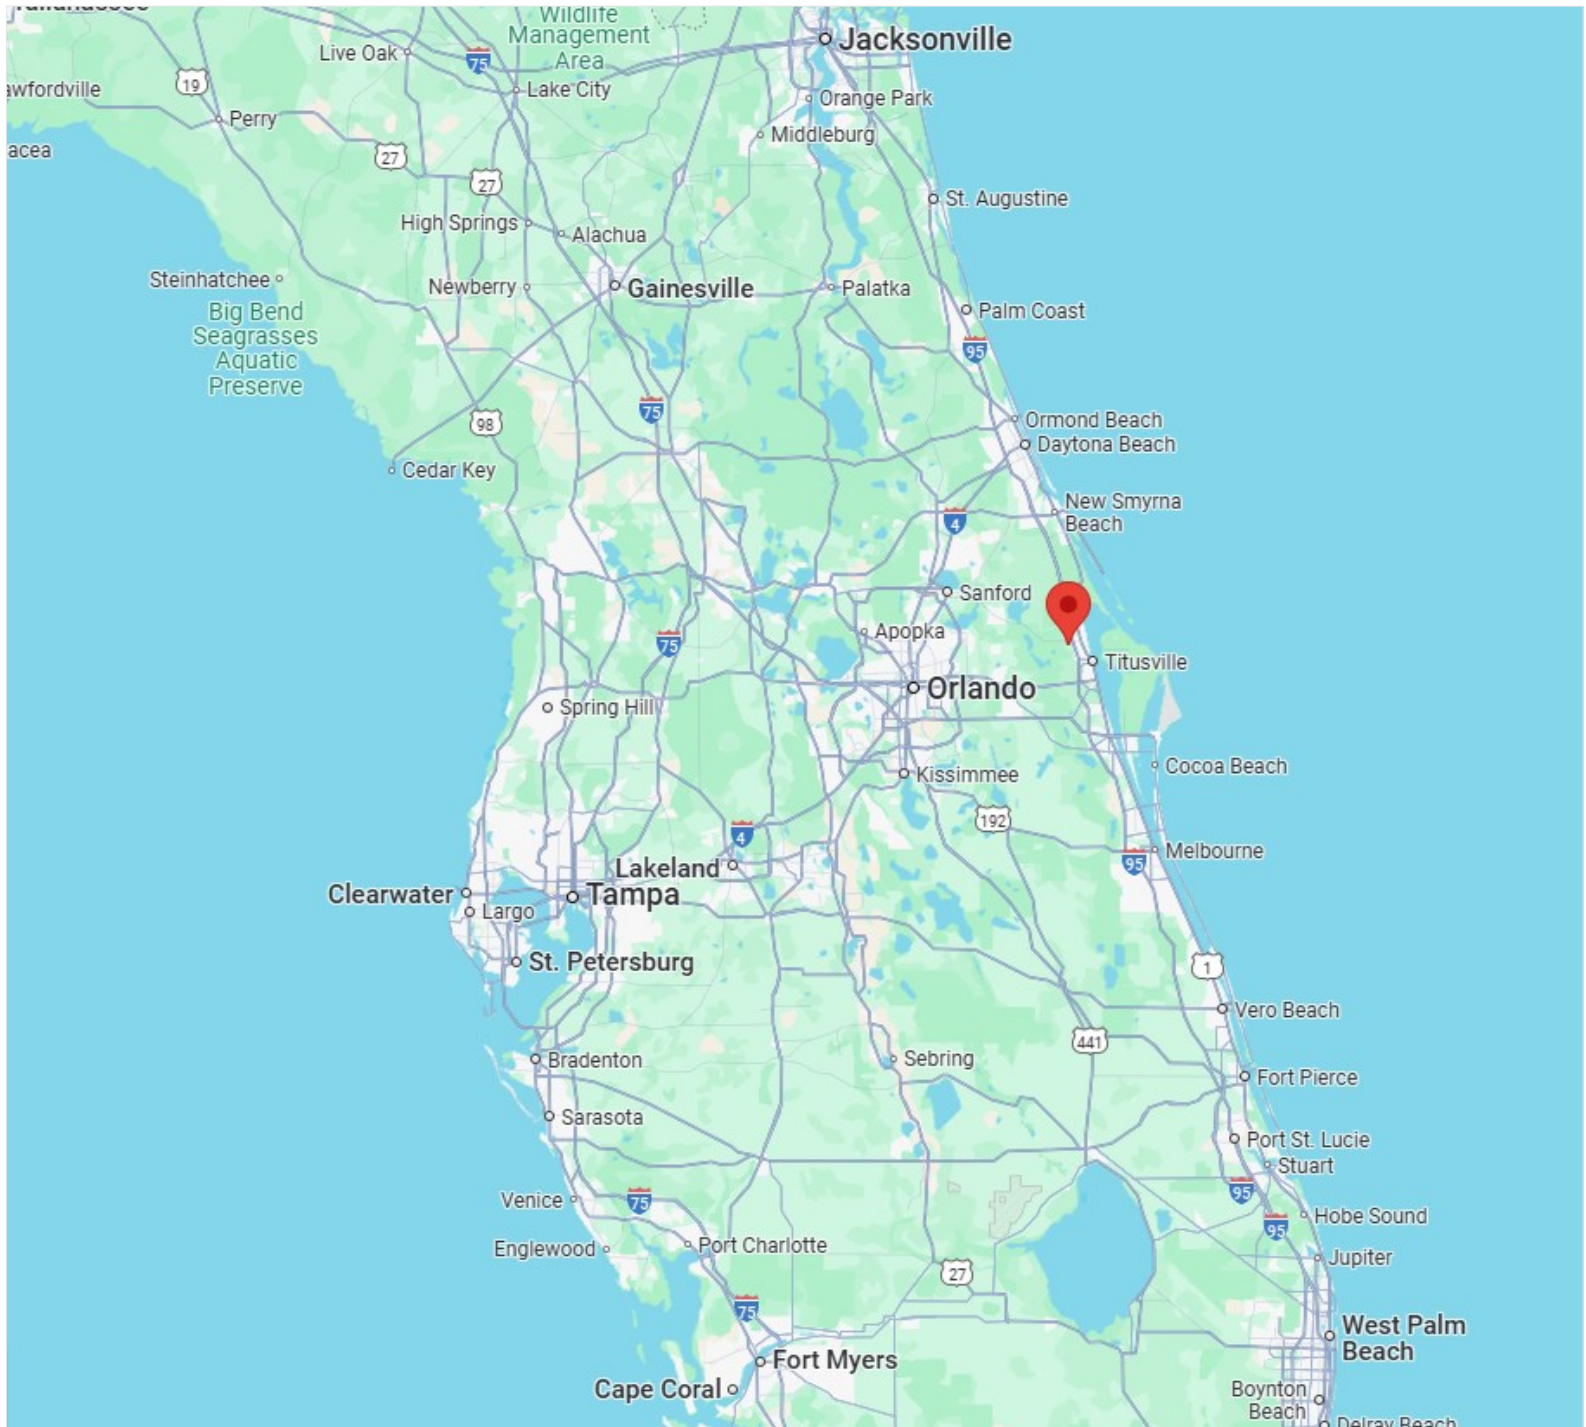 Wildlife
Management
Area
Jacksonville
Live Oak
75
19
Lake City
awfordville
Orange Park
Perry
Middleburg
acea
27
27
St. Augustine
High Springs
Alachua
Steinhatchee
Newberry
Gainesville
Palatka
Big Bend
Seagrasses
Aquatic
Preserve
Palm Coast
95
75
98
Ormond Beach
Daytona Beach
Cedar Key
New Smyrna
Beach
4
Sanford
Apopka
75
Titusville
Orlando
Spring Hill
Cocoa Beach
Kissimmee
192
4
Melbourne
95
Lakeland
Clearwater
Tampa
Largo
St. Petersburg
1
Vero Beach
441
Bradenton
Sebring
Fort Pierce
Sarasota
Port St. Lucie
Stuart
95
Venice
75
Hobe Sound
95
Englewood
Port Charlotte
Jupiter
27
75
West Palm
Beach
Fort Myers
Cape Coral
Boynton
Beach
Delray Beach